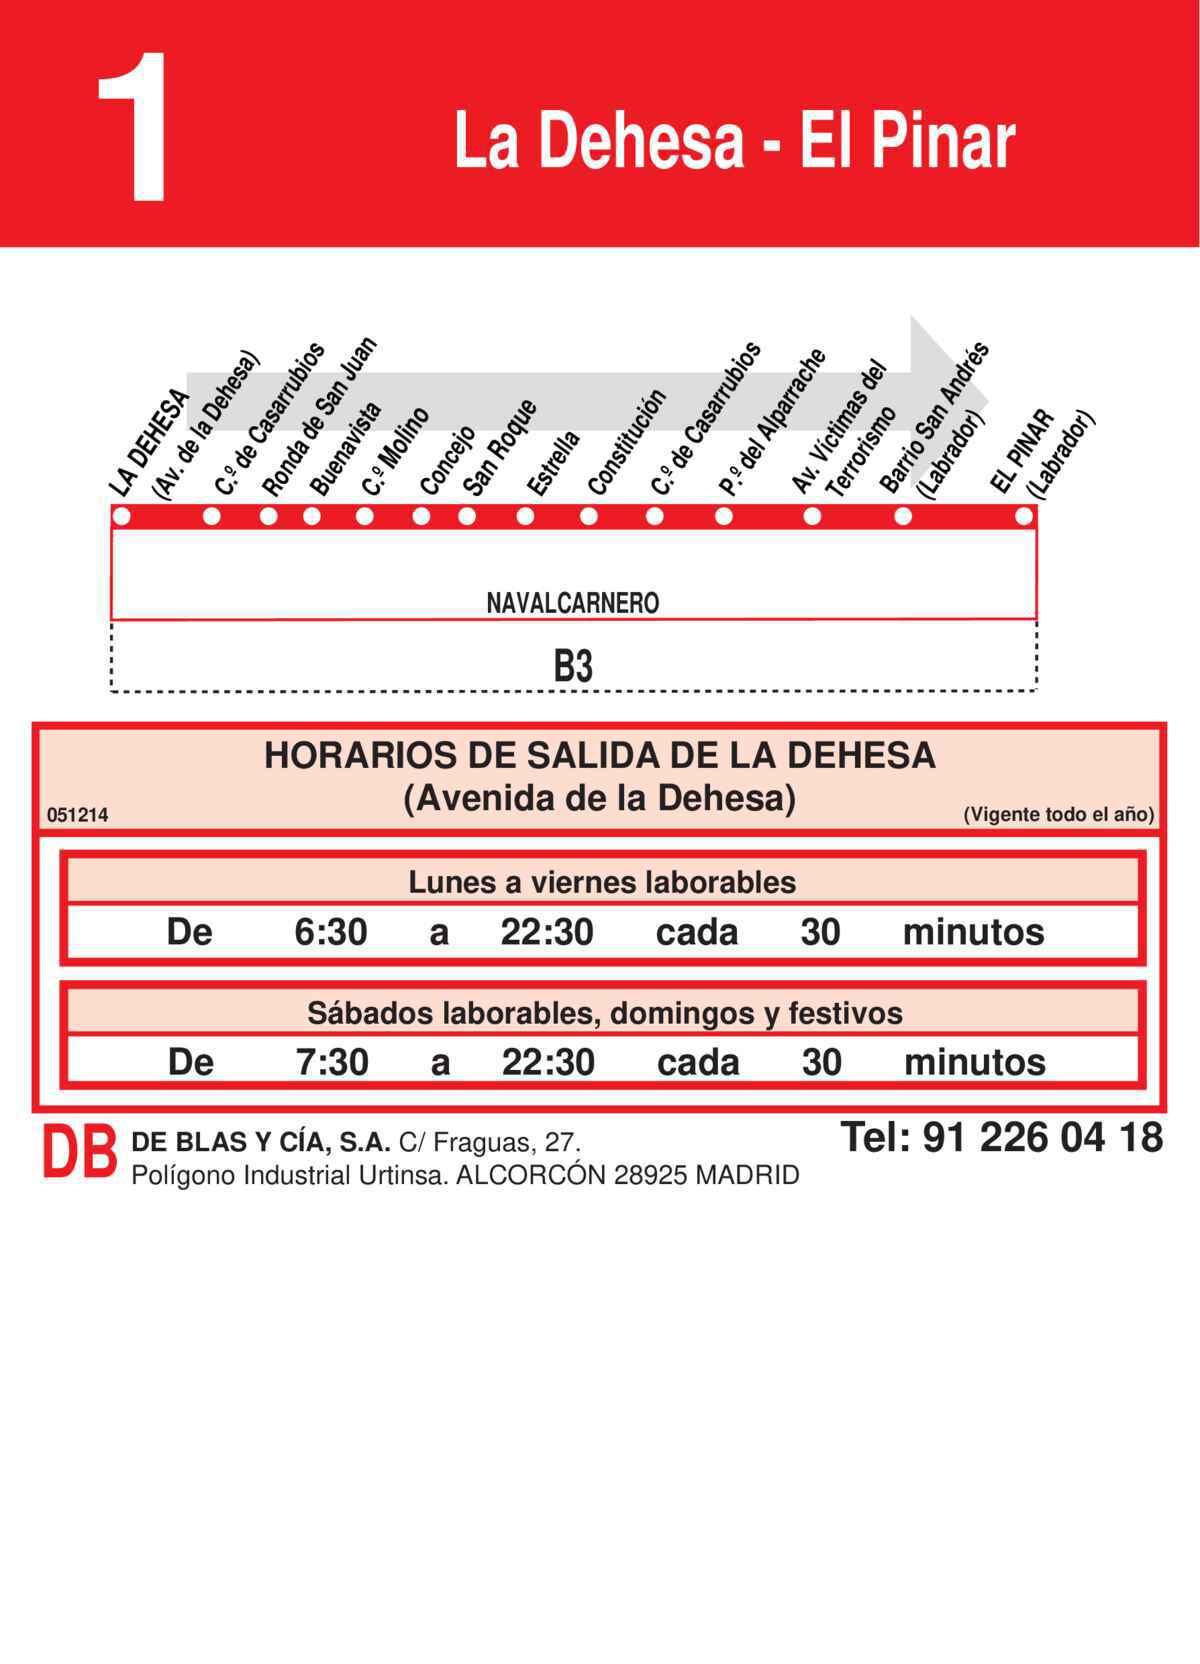 1
La Dehesa - El Pinar
LA DEHESA
(Av. de la Dehesa)
C.º de Casarrubios
Ronda de San Juan
Buenavista
C.º Molino
Concejo
San Roque
Estrella
Constitución
C.º de Casarrubios
P.º del Alparrache
Av. Víctimas del
Terrorismo
Barrio San Andrés
(Labrador)
EL PINAR
(Labrador)
NAVALCARNERO
B3
HORARIOS DE SALIDA DE LA DEHESA
(Avenida de la Dehesa)
051214 (Vigente todo el año)
Lunes a viernes laborables
De 6:30 a 22:30 cada 30 minutos
Sábados laborables, domingos y festivos
De 7:30 a 22:30 cada 30 minutos
DB DE BLAS Y CÍA, S.A. C/ Fraguas, 27. Tel: 91 226 04 18
Polígono Industrial Urtinsa. ALCORCÓN 28925 MADRID